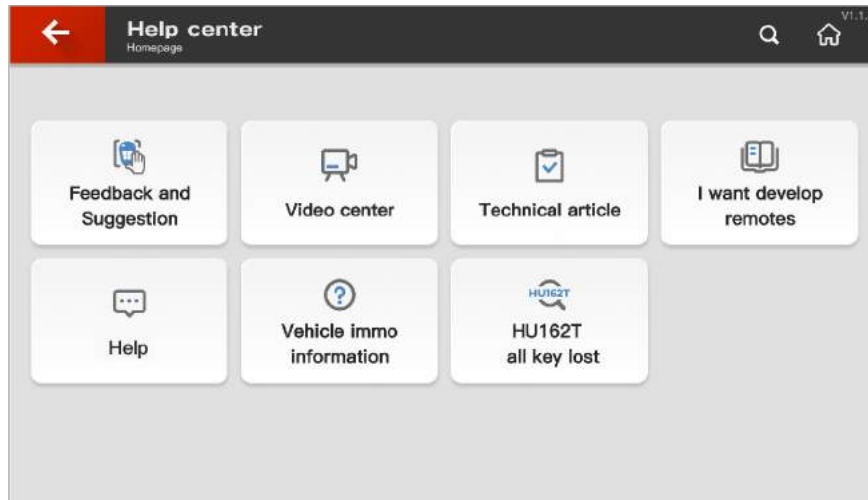 Help center
Homepage
V1.1.
Feedback and
Suggestion
Video center
Technical article
I want develop
remotes
Help
Vehicle immo
information
HU162T
HU162T
all key lost